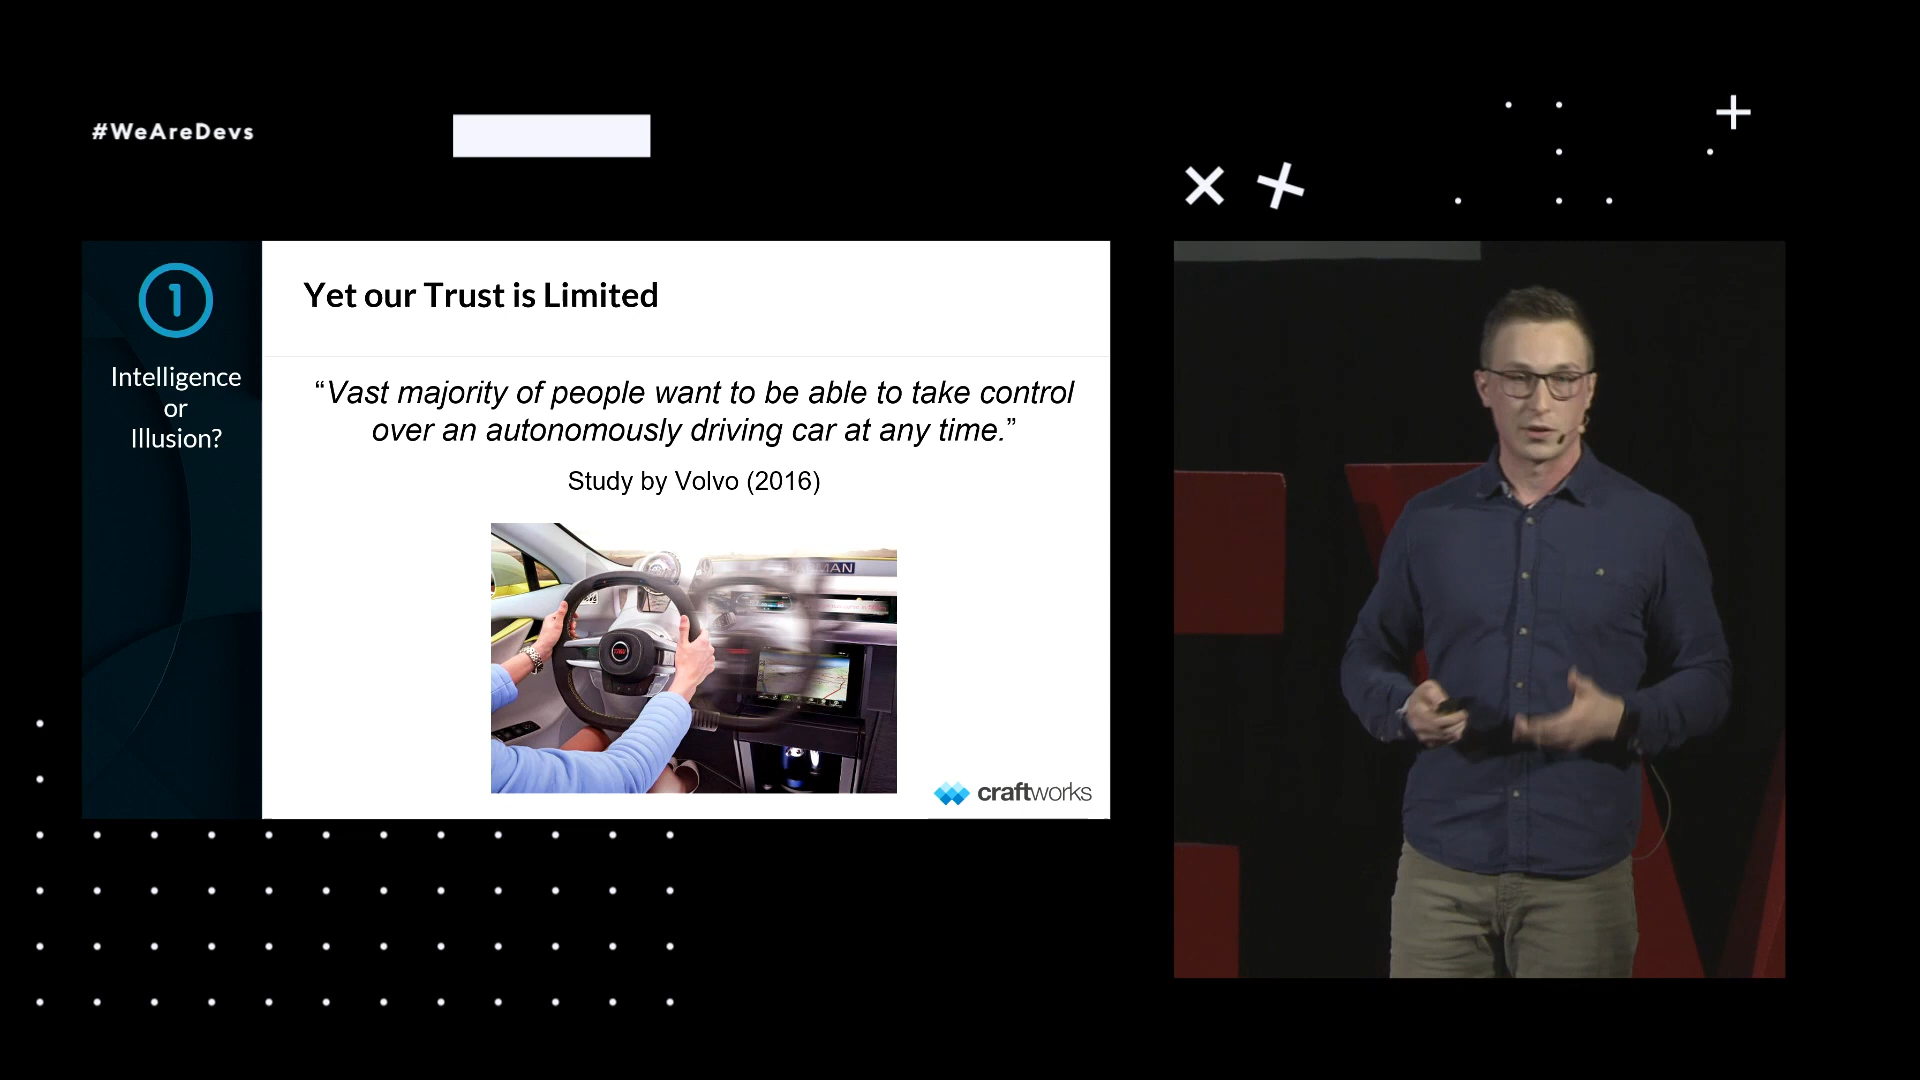 #WeAreDevs
1
Intelligence
or
Illusion?
Yet our Trust is Limited
“Vast majority of people want to be able to take control
over an autonomously driving car at any time.”
Study by Volvo (2016)
craftworks